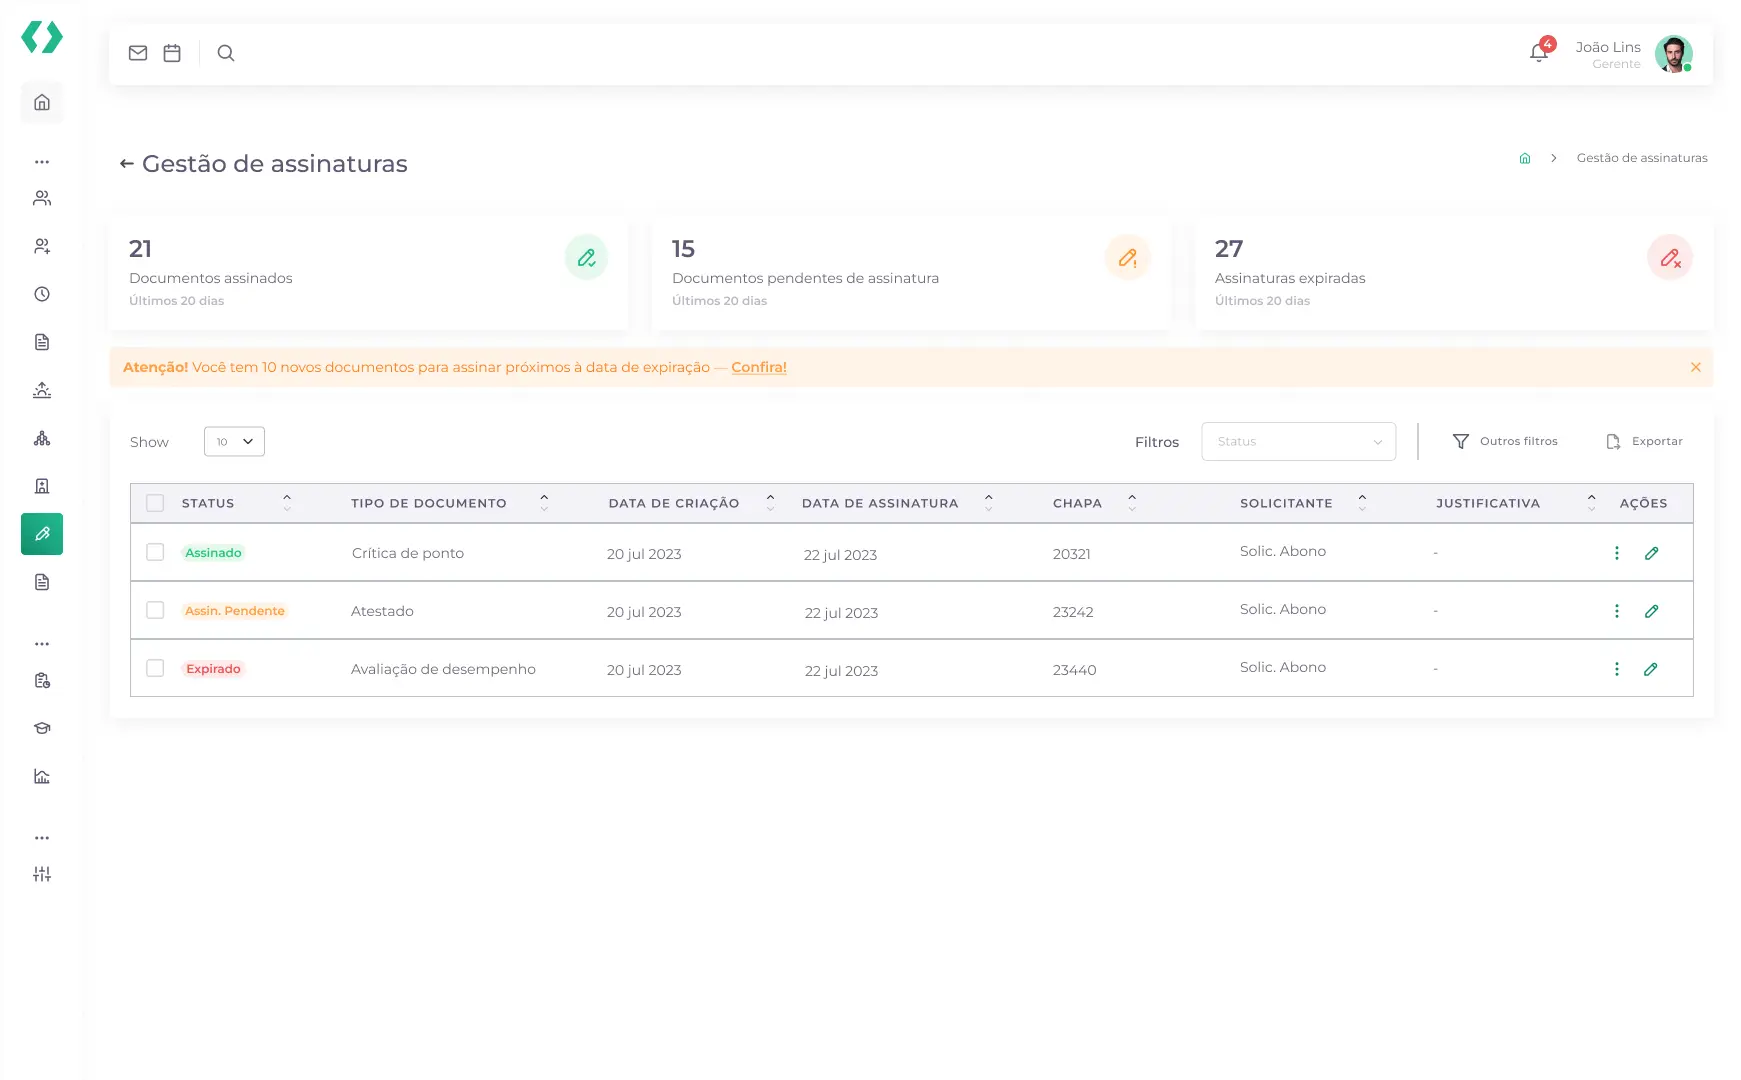 4
João Lins
Gerente
Gestão de assinaturas
Gestão de assinaturas
21
Documentos assinados
Últimos 20 dias
15
Documentos pendentes de assinatura
Últimos 20 dias
27
Assinaturas expiradas
Últimos 20 dias
Atenção! Você tem 10 novos documentos para assinar próximos à data de expiração — Confira!
Show 10 Filtros Status Outros filtros Exportar
STATUS TIPO DE DOCUMENTO DATA DE CRIAÇÃO DATA DE ASSINATURA CHAPA SOLICITANTE JUSTIFICATIVA AÇÕES
Assinado Crítica de ponto 20 jul 2023 22 jul 2023 20321 Solic. Abono -
Assin. Pendente Atestado 20 jul 2023 22 jul 2023 23242 Solic. Abono -
Expirado Avaliação de desempenho 20 jul 2023 22 jul 2023 23440 Solic. Abono -